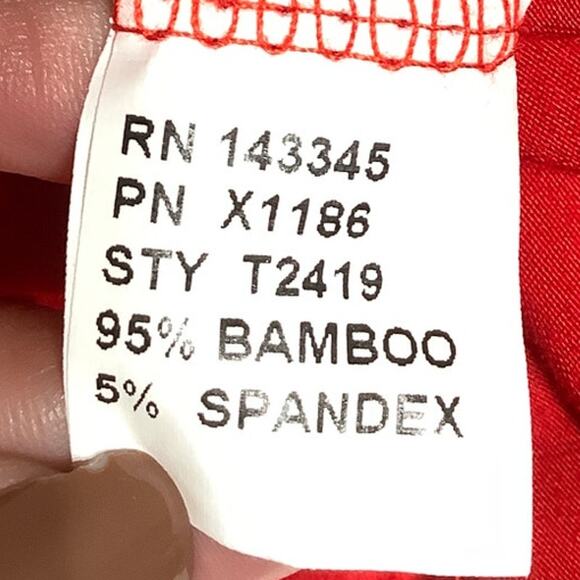 RN 143345
PN X1186
STY T2419
95% BAMBOO
5% SPANDEX